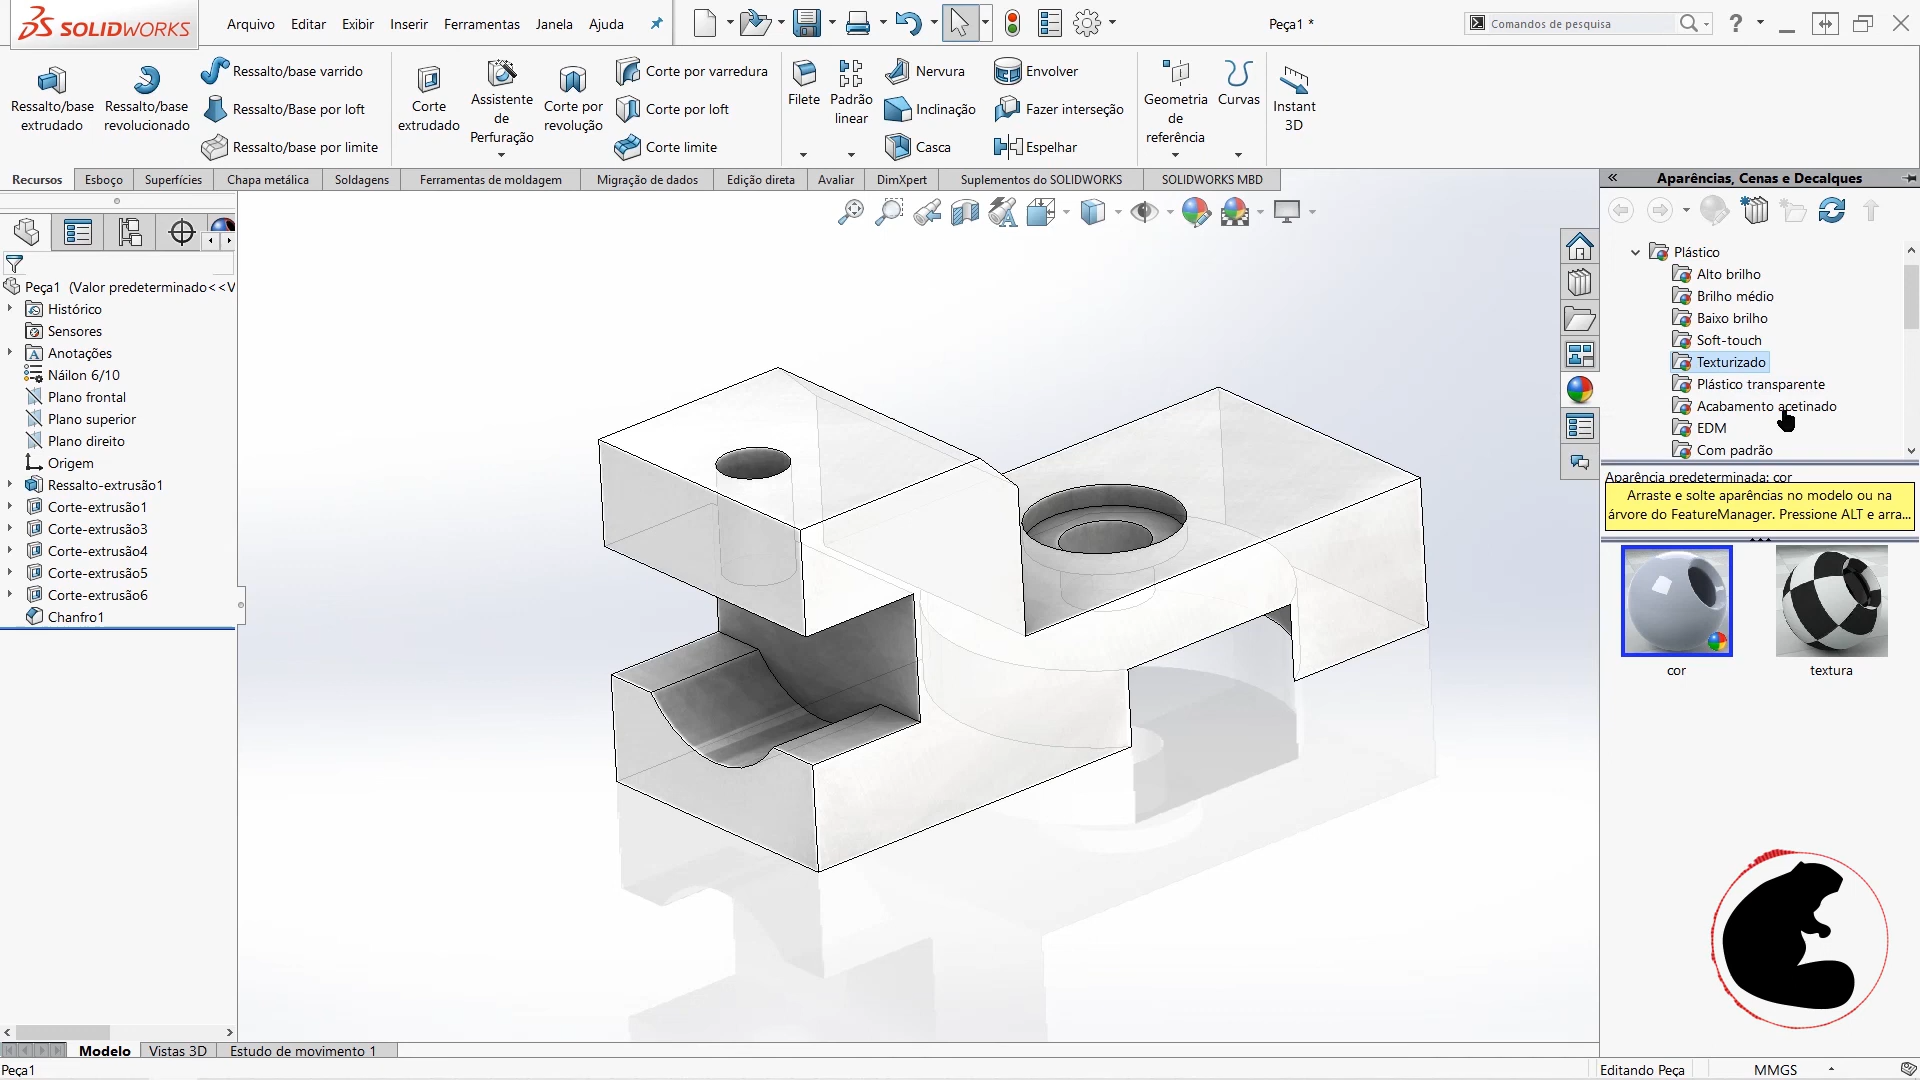 SOLIDWORKS
Arquivo
Editar
Exibir
Inserir
Ferramentas
Janela
Ajuda
Peça1 *
Comandos de pesquisa
Ressalto/base extrudado
Ressalto/base revolucionado
Ressalto/base varrido
Ressalto/Base por loft
Ressalto/base por limite
Corte extrudado
Assistente de Perfuração
Corte por revolução
Corte por varredura
Corte por loft
Corte limite
Filete
Padrão linear
Nervura
Inclinação
Casca
Envolver
Fazer interseção
Espelhar
Geometria de referência
Curvas
Instant 3D
Recursos
Esboço
Superfícies
Chapa metálica
Soldagens
Ferramentas de moldagem
Migração de dados
Edição direta
Avaliar
DimXpert
Suplementos do SOLIDWORKS
SOLIDWORKS MBD
Peça1 (Valor predeterminado<<V
Histórico
Sensores
Anotações
Náilon 6/10
Plano frontal
Plano superior
Plano direito
Origem
Ressalto-extrusão1
Corte-extrusão1
Corte-extrusão3
Corte-extrusão4
Corte-extrusão5
Corte-extrusão6
Chanfro1
Aparências, Cenas e Decalques
Plástico
Alto brilho
Brilho médio
Baixo brilho
Soft-touch
Texturizado
Plástico transparente
Acabamento acetinado
EDM
Com padrão
Aparência predeterminada: cor
Arraste e solte aparências no modelo ou na
árvore do FeatureManager. Pressione ALT e arra...
cor
textura
Modelo
Vistas 3D
Estudo de movimento 1
Peça1
Editando Peça
MMGS